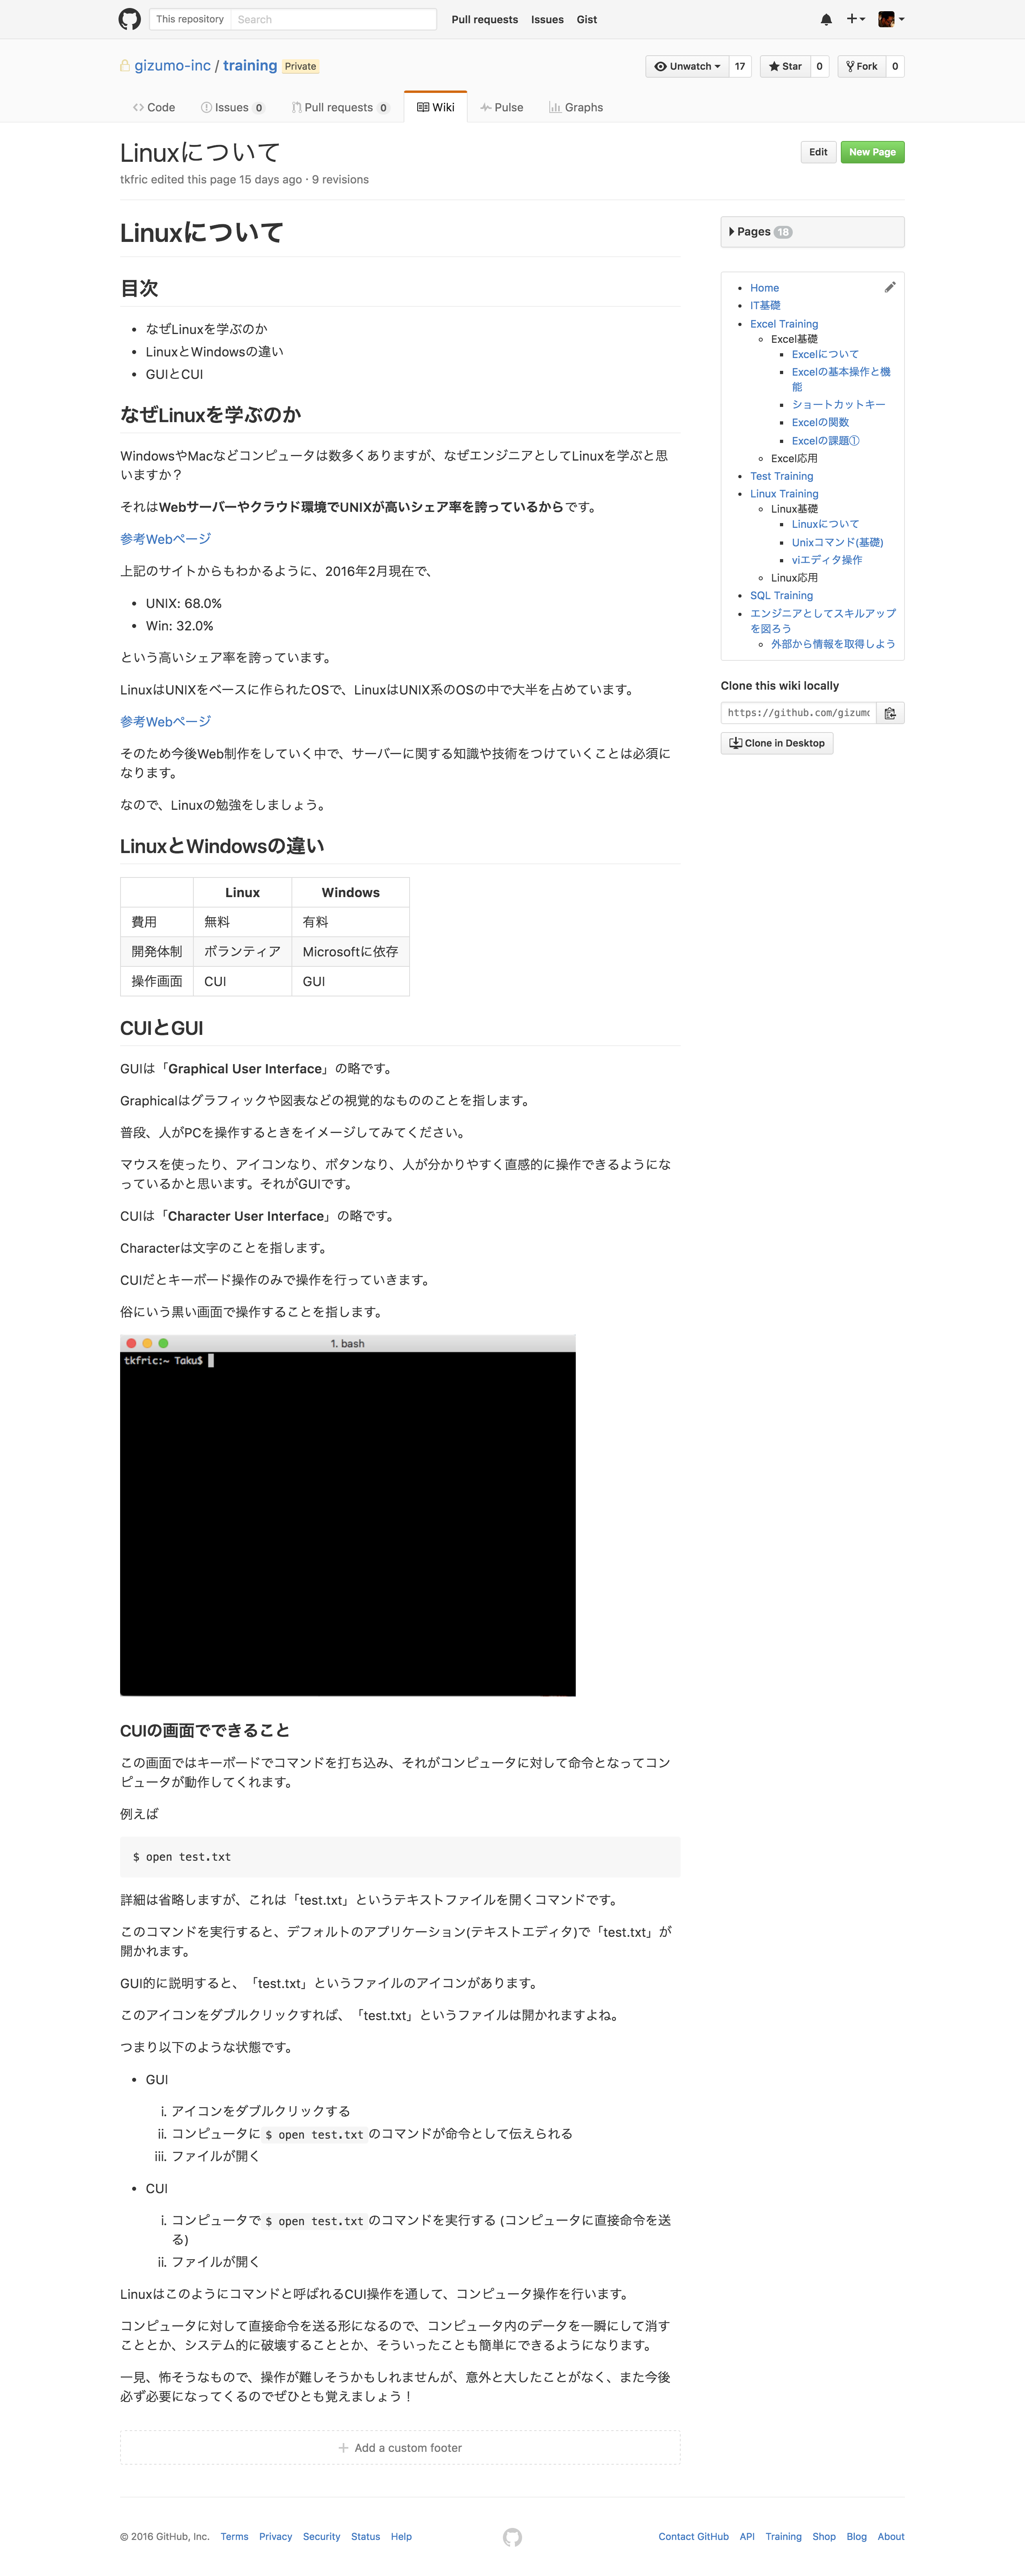 This repository Search Pull requests Issues Gist
gizumo-inc / training Private Unwatch 17 Star 0 Fork 0
Code Issues 0 Pull requests 0 Wiki Pulse Graphs
Linuxについて Edit New Page
tkfric edited this page 15 days ago · 9 revisions
Linuxについて
目次
• なぜLinuxを学ぶのか
• LinuxとWindowsの違い
• GUIとCUI
なぜLinuxを学ぶのか
WindowsやMacなどコンピュータは数多くありますが、なぜエンジニアとしてLinuxを学ぶと思
いますか？
それはWebサーバーやクラウド環境でUNIXが高いシェア率を誇っているからです。
参考Webページ
上記のサイトからもわかるように、2016年2月現在で、
• UNIX: 68.0%
• Win: 32.0%
という高いシェア率を誇っています。
LinuxはUNIXをベースに作られたOSで、LinuxはUNIX系のOSの中で大半を占めています。
参考Webページ
そのため今後Web制作をしていく中で、サーバーに関する知識や技術をつけていくことは必須に
なります。
なので、Linuxの勉強をしましょう。
LinuxとWindowsの違い
Linux Windows
費用 無料 有料
開発体制 ボランティア Microsoftに依存
操作画面 CUI GUI
CUIとGUI
GUIは「Graphical User Interface」の略です。
Graphicalはグラフィックや図表などの視覚的なもののことを指します。
普段、人がPCを操作するときをイメージしてみてください。
マウスを使ったり、アイコンなり、ボタンなり、人が分かりやすく直感的に操作できるようにな
っているかと思います。それがGUIです。
CUIは「Character User Interface」の略です。
Characterは文字のことを指します。
CUIだとキーボード操作のみで操作を行っていきます。
俗にいう黒い画面で操作することを指します。
1. bash
tkfric:~ Taku$
CUIの画面でできること
この画面ではキーボードでコマンドを打ち込み、それがコンピュータに対して命令となってコン
ピュータが動作してくれます。
例えば
$ open test.txt
詳細は省略しますが、これは「test.txt」というテキストファイルを開くコマンドです。
このコマンドを実行すると、デフォルトのアプリケーション(テキストエディタ)で「test.txt」が
開かれます。
GUI的に説明すると、「test.txt」というファイルのアイコンがあります。
このアイコンをダブルクリックすれば、「test.txt」というファイルは開かれますよね。
つまり以下のような状態です。
• GUI
i. アイコンをダブルクリックする
ii. コンピュータに $ open test.txt のコマンドが命令として伝えられる
iii. ファイルが開く
• CUI
i. コンピュータで $ open test.txt のコマンドを実行する (コンピュータに直接命令を送
る)
ii. ファイルが開く
Linuxはこのようにコマンドと呼ばれるCUI操作を通して、コンピュータ操作を行います。
コンピュータに対して直接命令を送る形になるので、コンピュータ内のデータを一瞬にして消す
こととか、システム的に破壊することとか、そういったことも簡単にできるようになります。
一見、怖そうなもので、操作が難しそうかもしれませんが、意外と大したことがなく、また今後
必ず必要になってくるのでぜひとも覚えましょう！
Add a custom footer
Pages 18
• Home
• IT基礎
• Excel Training
Excel基礎
Excelについて
Excelの基本操作と機
能
ショートカットキー
Excelの関数
Excelの課題①
Excel応用
• Test Training
• Linux Training
Linux基礎
Linuxについて
Unixコマンド(基礎)
viエディタ操作
Linux応用
• SQL Training
• エンジニアとしてスキルアップ
を図ろう
外部から情報を取得しよう
Clone this wiki locally
https://github.com/gizumo
Clone in Desktop
© 2016 GitHub, Inc. Terms Privacy Security Status Help Contact GitHub API Training Shop Blog About